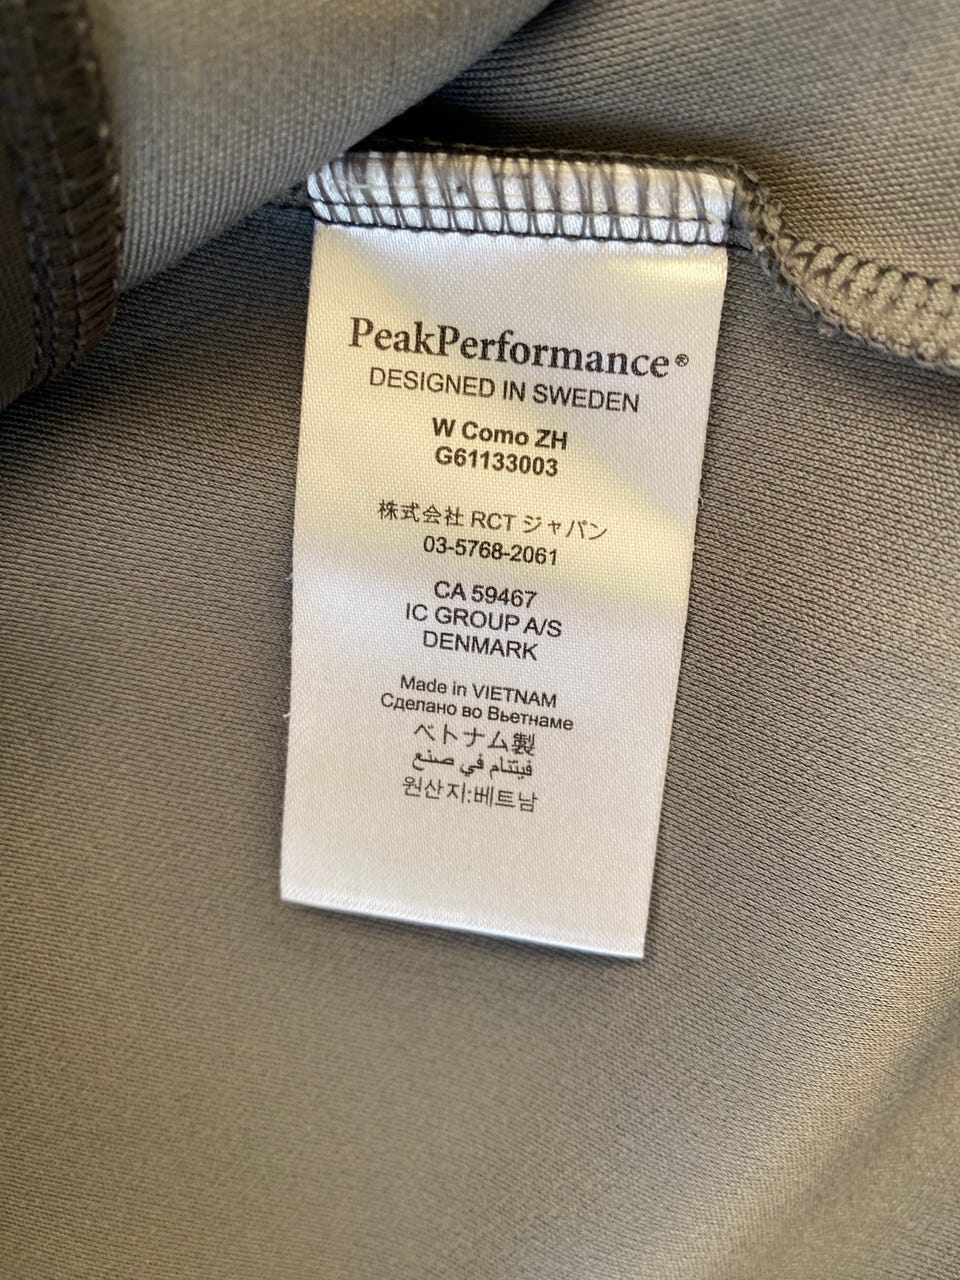 PeakPerformance®
DESIGNED IN SWEDEN
W Como ZH
G61133003
株式会社 RCT ジャパン
03-5768-2061
CA 59467
IC GROUP A/S
DENMARK
Made in VIETNAM
Сделано во Вьетнаме
ベトナム製
فيتنام في صنع
원산지:베트남